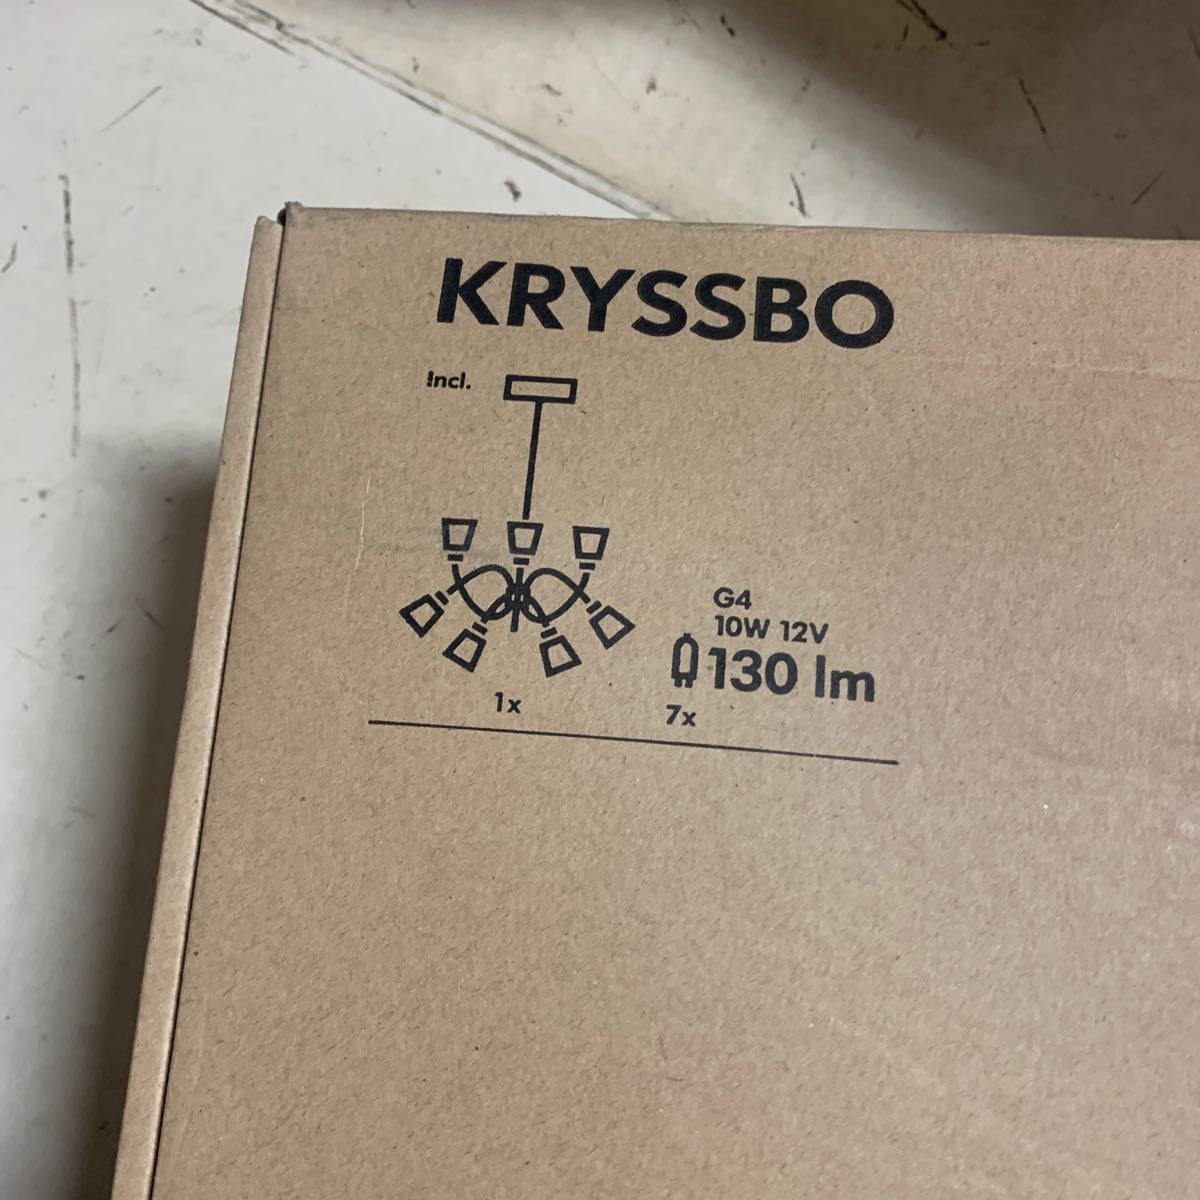 KRYSSBO
Incl.
G4
10W 12V
130 lm
1x
7x